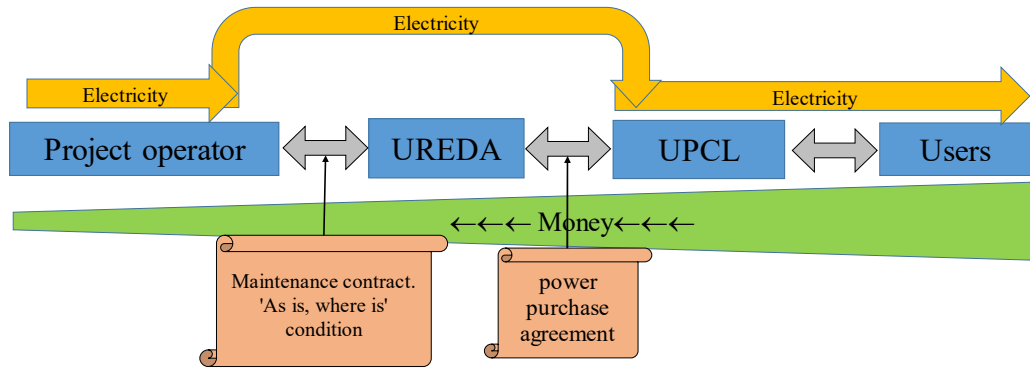 Electricity
Electricity
Electricity
Project operator
UREDA
UPCL
Users
←←← Money←←←
Maintenance contract.
'As is, where is'
condition
power
purchase
agreement